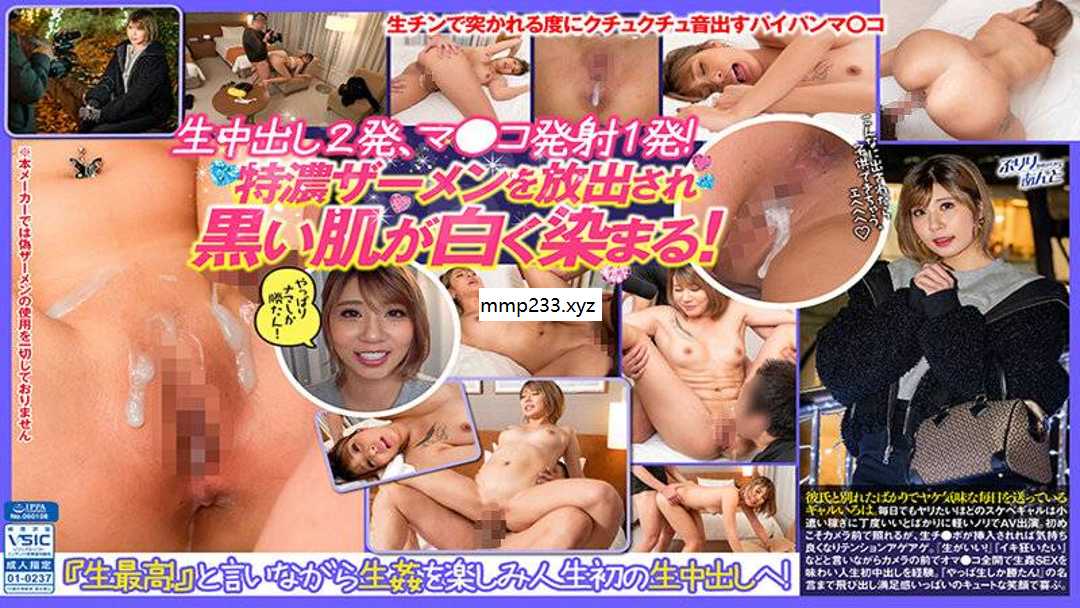 生チンで突かれる度にクチュクチュ音出すパイパンマ〇コ
生中出し2発、マ●コ発射1発!
特濃ザーメンを放出され
黒い肌が白く染まる!
※本メーカーでは偽ザーメンの使用を一切しておりません
やっぱり
ナマしか
勝たん!
mmp233.xyz
エヘヘ♡
彼氏と別れたばかりでヤケ気味な毎日を送っている
ギャルいろは。毎日でもヤリたいほどのスケベギャルは小
遣い稼ぎに丁度いいとばかりに軽いノリでAV出演。初め
こそカメラ前で照れるが、生チ●ポが挿入されれば気持ち
良くなりテンションアゲアゲ。「生がいい!」「イキ狂いたい」
などと言いながらカメラの前でオマ●コ全開で生姦SEXを
味わい人生初中出しを経験。「やっぱ生しか勝たん」の名
言まで飛び出し満足感いっぱいのキュートな笑顔で喜ぶ。
IPPA
No.060108
VSIC
成人指定
01-0237
『生最高』と言いながら生姦を楽しみ人生初の生中出しへ!